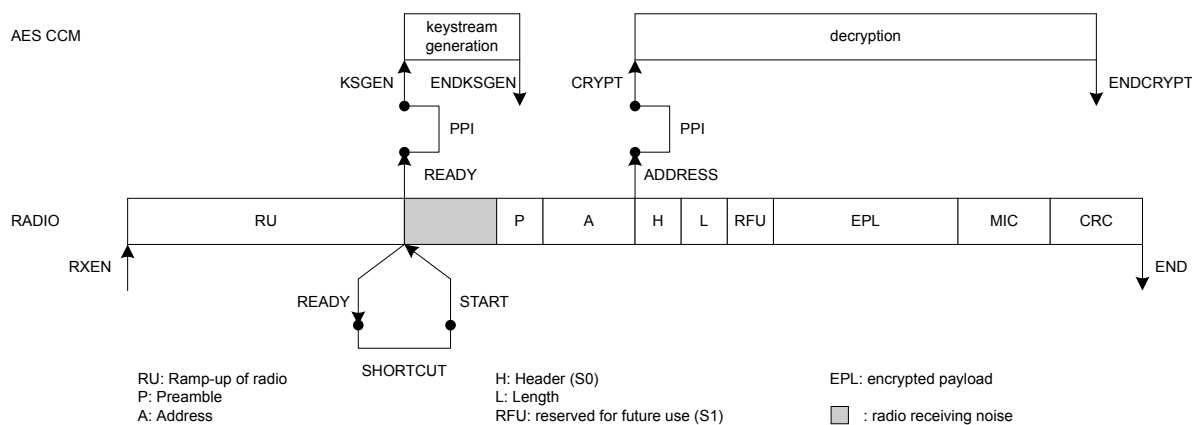 AES CCM
keystream
generation
decryption
KSGEN
ENDKSGEN
CRYPT
ENDCRYPT
PPI
PPI
READY
ADDRESS
RADIO
RU
P
A
H
L
RFU
EPL
MIC
CRC
RXEN
END
READY
START
SHORTCUT
RU: Ramp-up of radio
P: Preamble
A: Address
H: Header (S0)
L: Length
RFU: reserved for future use (S1)
EPL: encrypted payload
: radio receiving noise